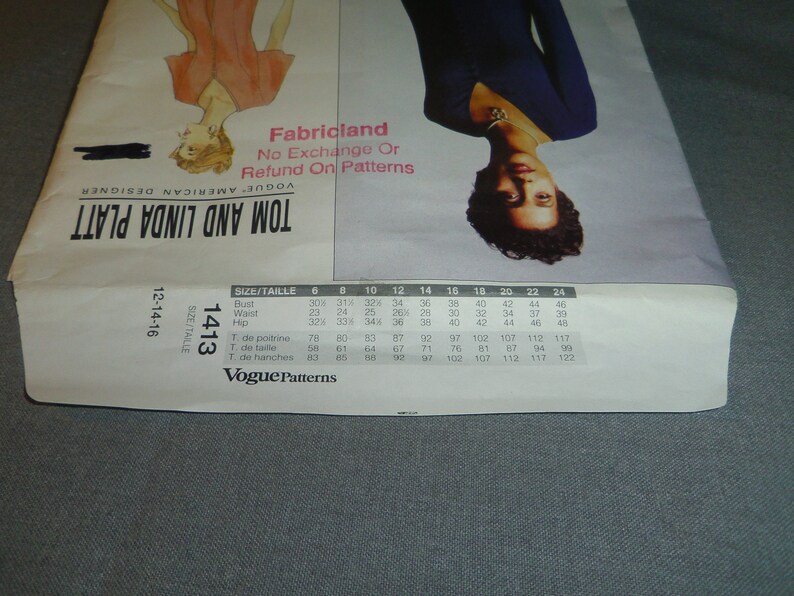 Fabricland
No Exchange Or
Refund On Patterns
VOGUE® AMERICAN DESIGNER
TOM AND LINDA PLATT
12-14-16
SIZE/TAILLE
1413
SIZE/TAILLE 6 8 10 12 14 16 18 20 22 24
Bust 30½ 31½ 32½ 34 36 38 40 42 44 46
Waist 23 24 25 26½ 28 30 32 34 37 39
Hip 32½ 33½ 34½ 36 38 40 42 44 46 48
T. de poitrine 78 80 83 87 92 97 102 107 112 117
T. de taille 58 61 64 67 71 76 81 87 94 99
T. de hanches 83 85 88 92 97 102 107 112 117 122
Vogue Patterns